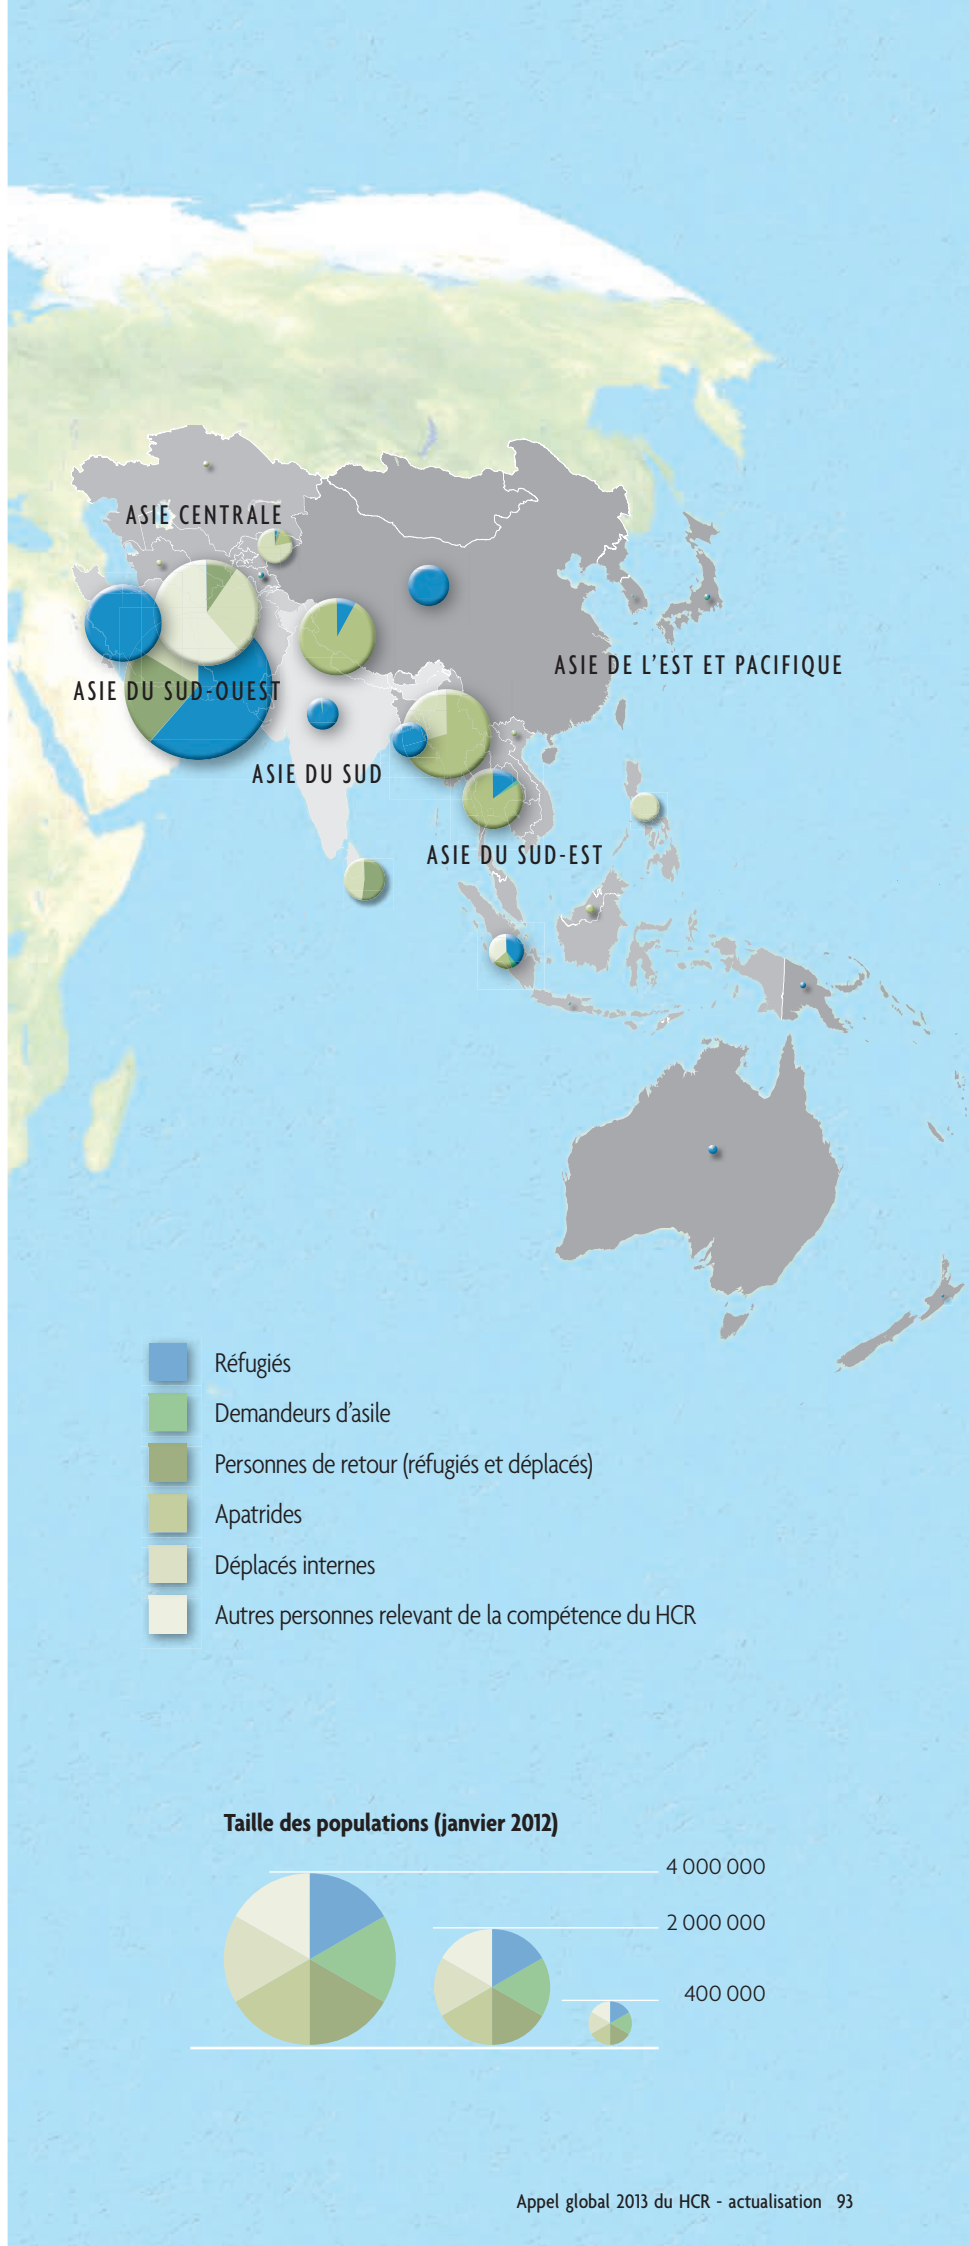 ASIE CENTRALE
ASIE DE L'EST ET PACIFIQUE
ASIE DU SUD-OUEST
ASIE DU SUD
ASIE DU SUD-EST
Réfugiés
Demandeurs d'asile
Personnes de retour (réfugiés et déplacés)
Apatrides
Déplacés internes
Autres personnes relevant de la compétence du HCR
Taille des populations (janvier 2012)
4 000 000
2 000 000
400 000
Appel global 2013 du HCR - actualisation 93